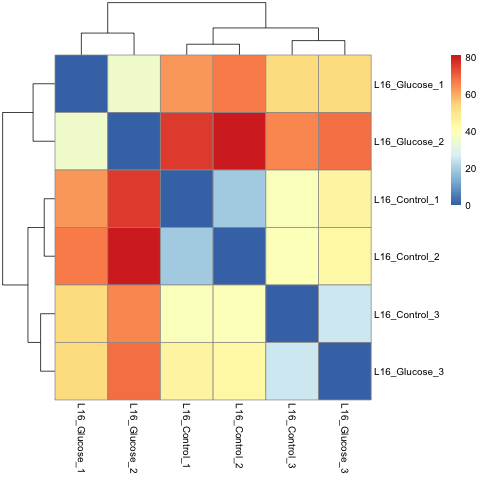 80
60
40
20
0
L16_Glucose_1
L16_Glucose_2
L16_Control_1
L16_Control_2
L16_Control_3
L16_Glucose_3
L16_Glucose_1
L16_Glucose_2
L16_Control_1
L16_Control_2
L16_Control_3
L16_Glucose_3